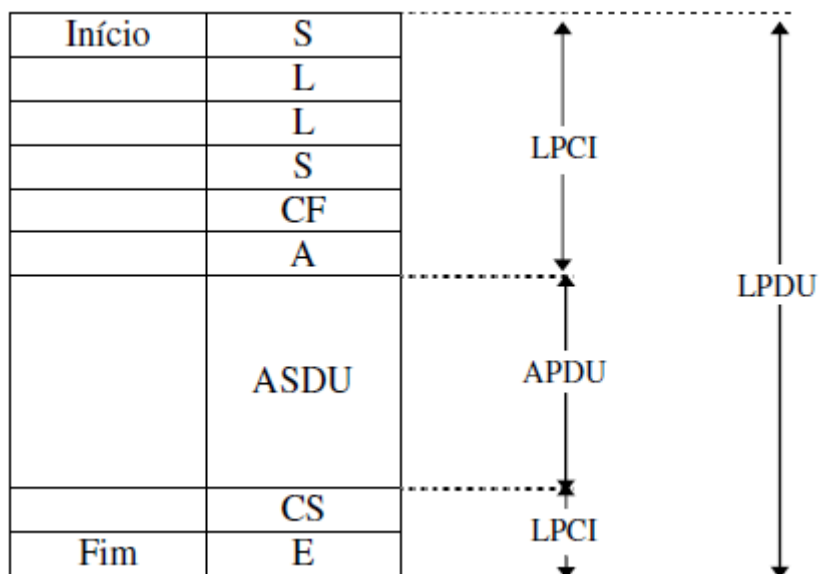 Início S
L
L
S
LPCI
CF
A
LPDU
ASDU APDU
CS
LPCI
Fim E